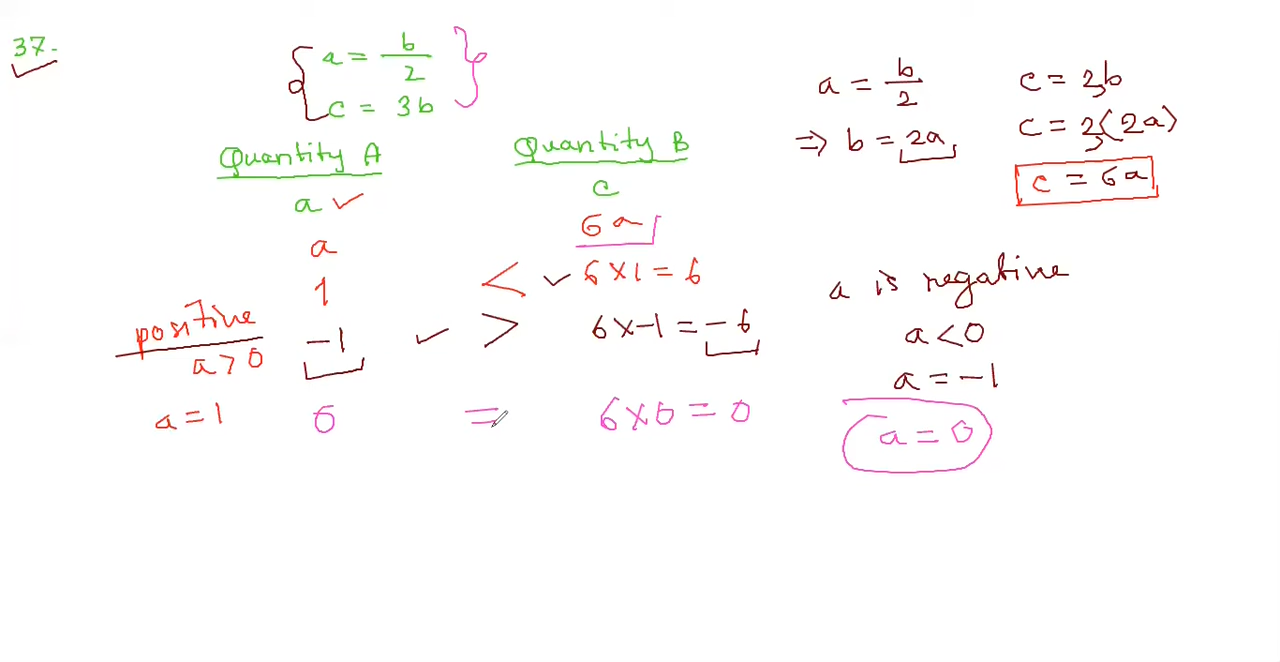 37.
a = b/2
c = 3b
Quantity A Quantity B
a c
a 6a
1 < 6×1 = 6
positive
a > 0
-1 > 6×-1 = -6
a = 1
0 = 6×0 = 0
a = b/2
⇒ b = 2a
c = 3b
c = 3(2a)
c = 6a
a is negative
a < 0
a = -1
a = 0